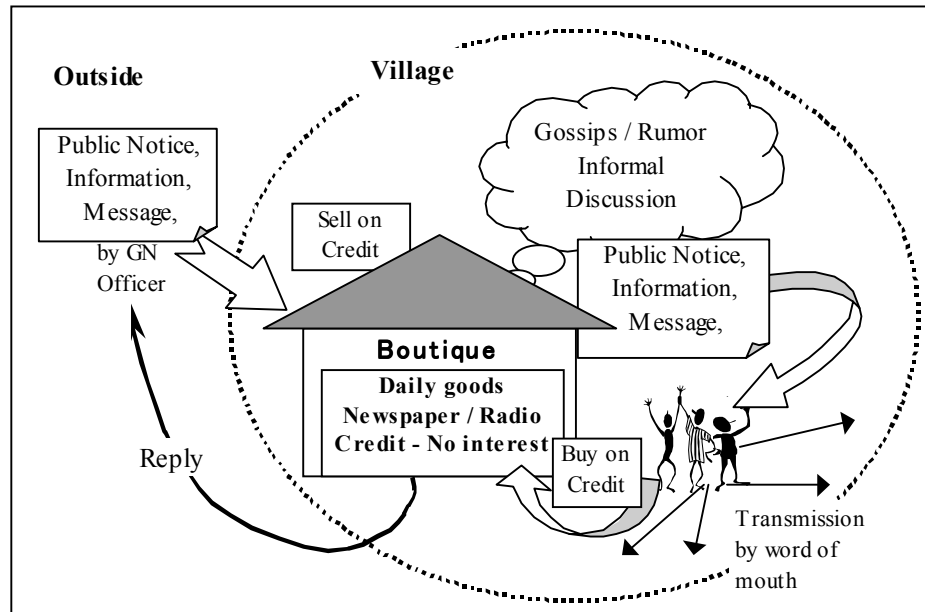 Outside
Village
Public Notice,
Information,
Message,
by GN
Officer
Sell on
Credit
Gossips / Rumor
Informal
Discussion
Public Notice,
Information,
Message,
Boutique
Daily goods
Newspaper / Radio
Credit - No interest
Buy on
Credit
Reply
Transmission
by word of
mouth